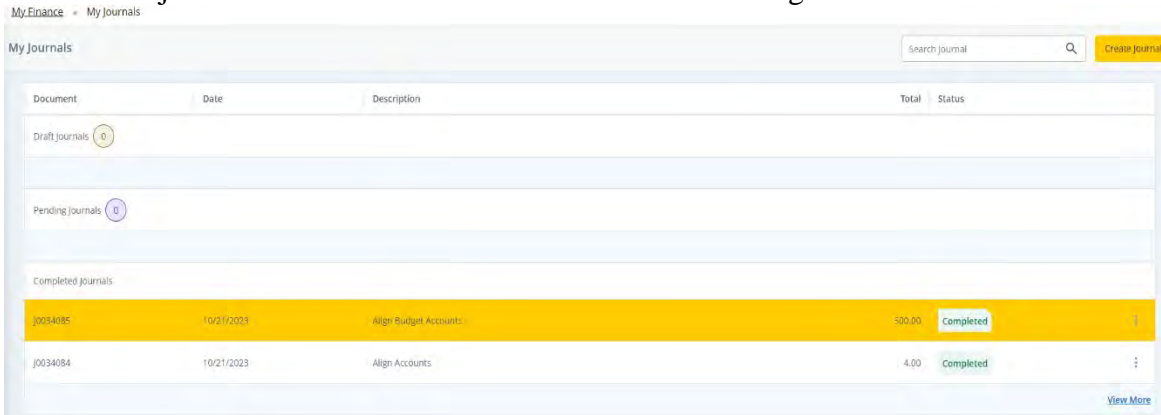 My Finance • My Journals
My Journals Search Journal Create Journal
Document Date Description Total Status
Draft Journals 0
Pending Journals 0
Completed Journals
J0034085 10/21/2023 Align Budget Accounts 500.00 Completed
J0034084 10/21/2023 Align Accounts 4.00 Completed
View More